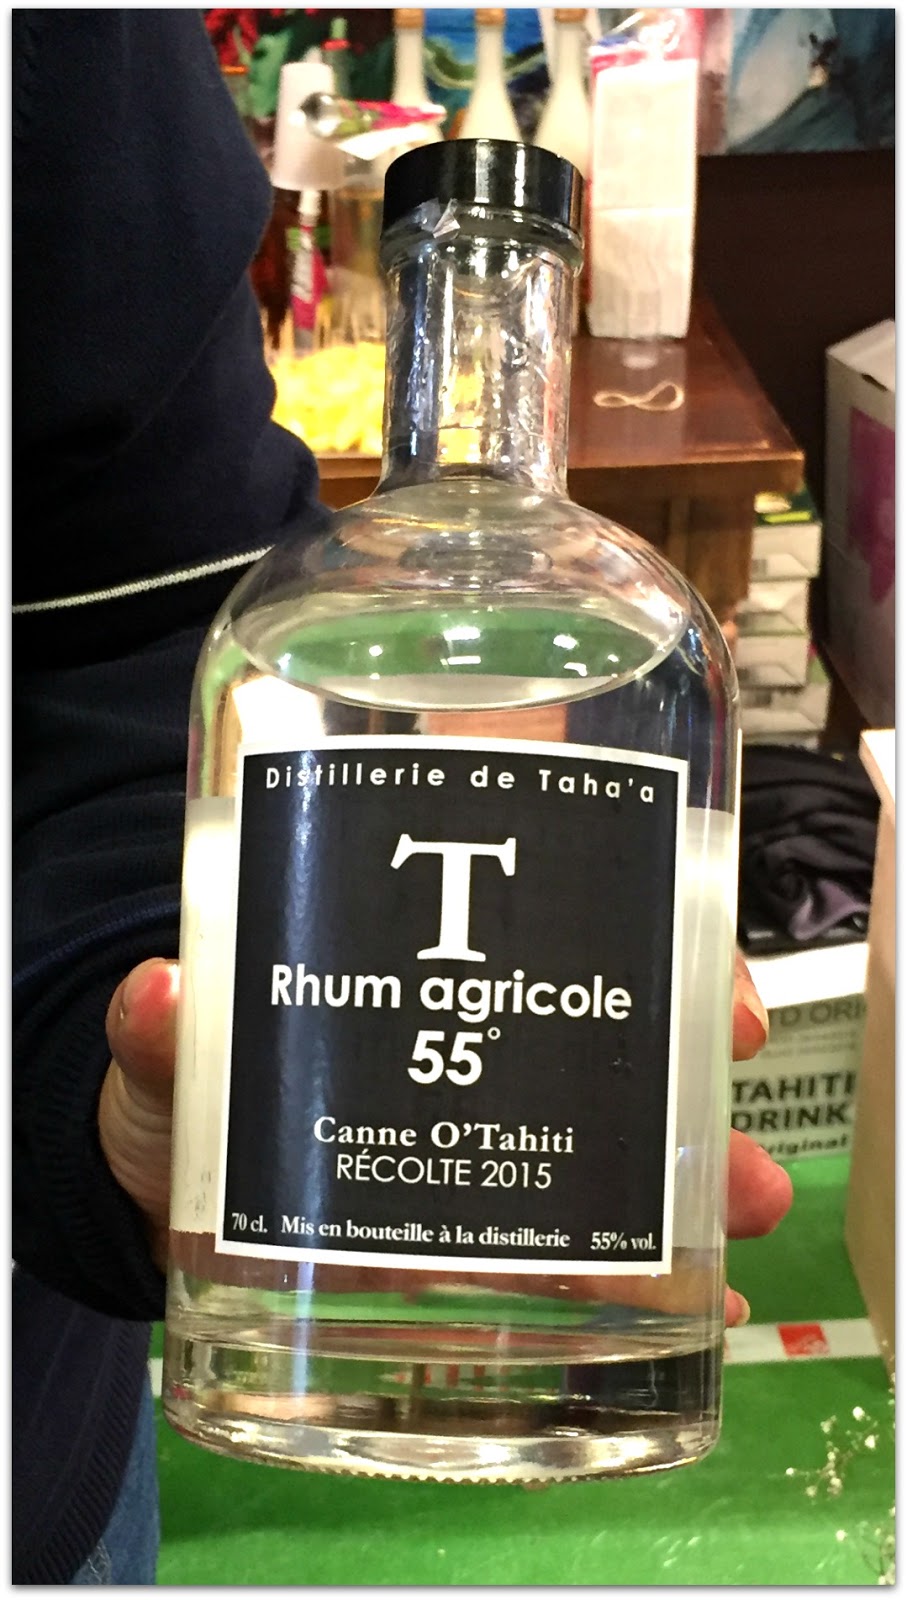 Distillerie de Taha'a
T
Rhum agricole
55°
Canne O'Tahiti
RÉCOLTE 2015
70 cl. Mis en bouteille à la distillerie 55% vol.
TAHITI
DRINK